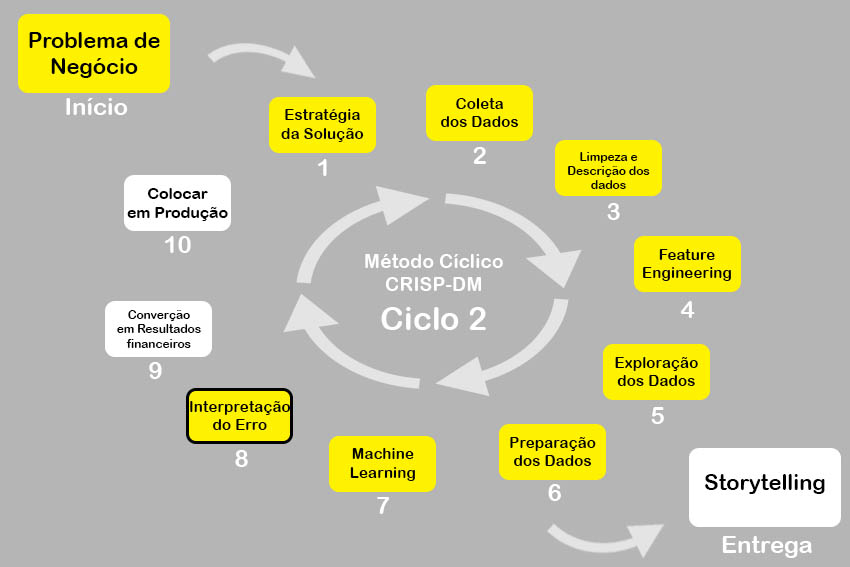 Problema de
Negócio
Início
Estratégia
da Solução
1
Coleta
dos Dados
2
Limpeza e
Descrição dos
dados
3
Feature
Engineering
4
Exploração
dos Dados
5
Preparação
dos Dados
6
Machine
Learning
7
Interpretação
do Erro
8
Converção
em Resultados
financeiros
9
Colocar
em Produção
10
Método Cíclico
CRISP-DM
Ciclo 2
Storytelling
Entrega